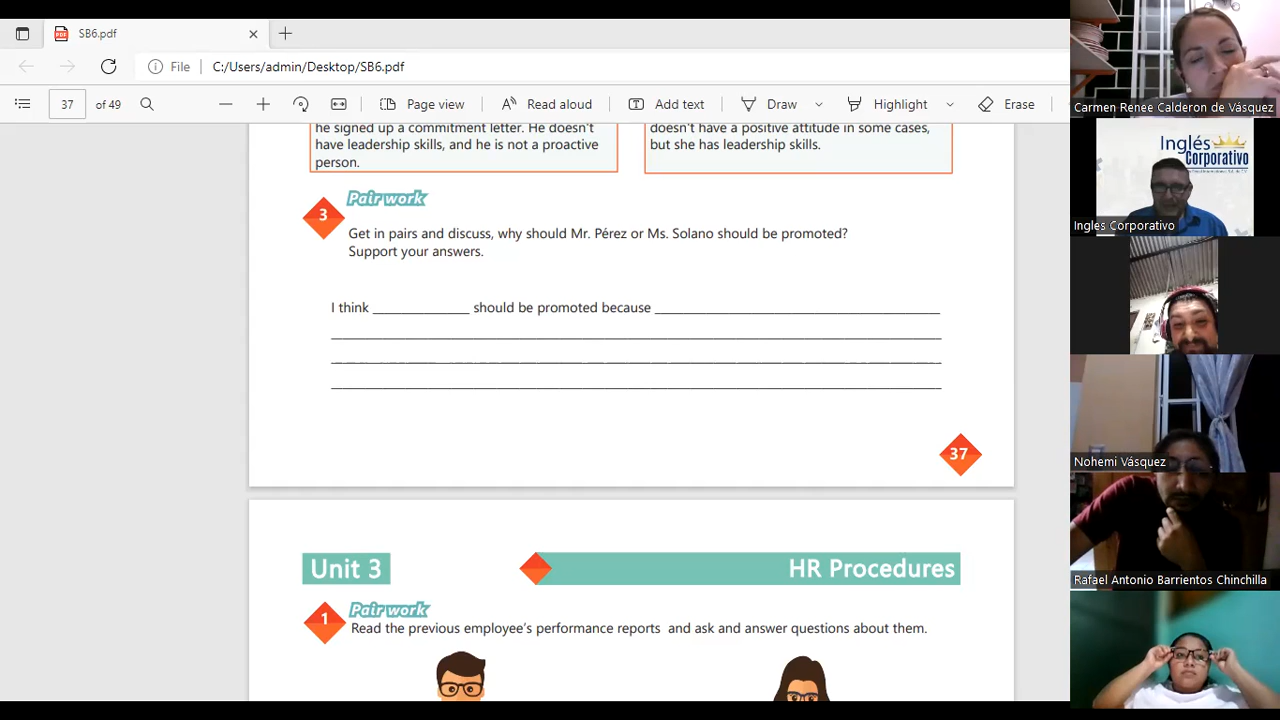 SB6.pdf
File
C:/Users/admin/Desktop/SB6.pdf
37 of 49
Page view
Read aloud
Add text
Draw
Highlight
Erase
he signed up a commitment letter. He doesn't
have leadership skills, and he is not a proactive
person.
doesn't have a positive attitude in some cases,
but she has leadership skills.
3
Pair work
Get in pairs and discuss, why should Mr. Pérez or Ms. Solano should be promoted?
Support your answers.
I think ____________ should be promoted because ____________
37
Unit 3
HR Procedures
1
Pair work
Read the previous employee's performance reports and ask and answer questions about them.
Carmen Renee Calderon de Vásquez
Inglés
Corporativo
Ingles Corporativo
Nohemi Vásquez
Rafael Antonio Barrientos Chinchilla